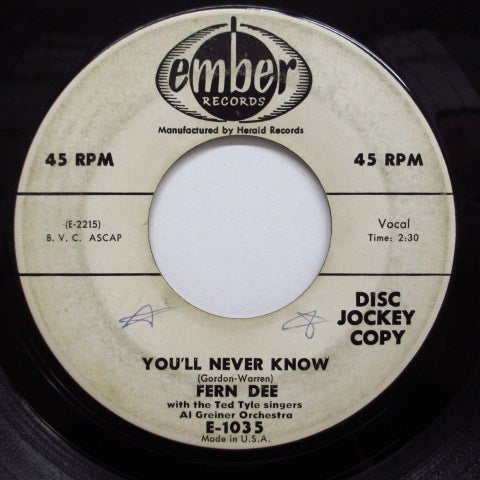 ember
RECORDS
Manufactured by Herald Records
45 RPM
45 RPM
(E-2215)
B. V. C. ASCAP
Vocal
Time: 2:30
DISC
JOCKEY
COPY
YOU'LL NEVER KNOW
(Gordon-Warren)
FERN DEE
with the Ted Tyle singers
Al Greiner Orchestra
E-1035
Made in U.S.A.